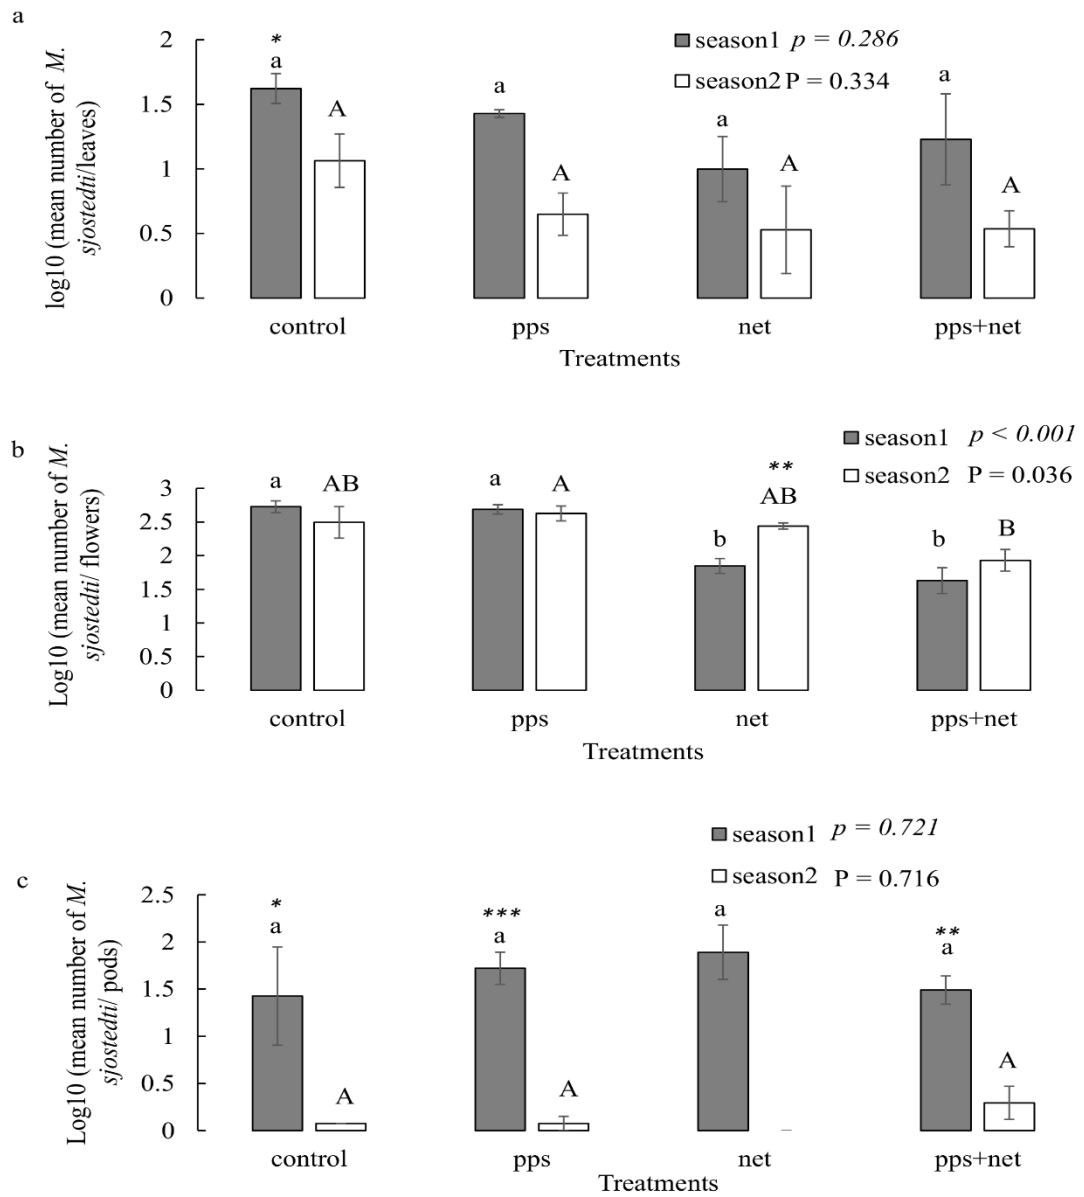 a
log10 (mean number of M.
sjostedti/leaves)
season1 p = 0.286
season2 P = 0.334
2
1.5
1
0.5
0
*
a
A
a
A
a
A
a
A
control
pps
net
pps+net
Treatments
b
Log10 (mean number of M.
sjostedti/ flowers)
season1 p < 0.001
season2 P = 0.036
3
2.5
2
1.5
1
0.5
0
a
AB
a
A
b
**
AB
b
B
control
pps
net
pps+net
Treatments
c
Log10 (mean number of M.
sjostedti/ pods)
season1 p = 0.721
season2 P = 0.716
2.5
2
1.5
1
0.5
0
*
a
A
***
a
A
a
**
a
A
control
pps
net
pps+net
Treatments